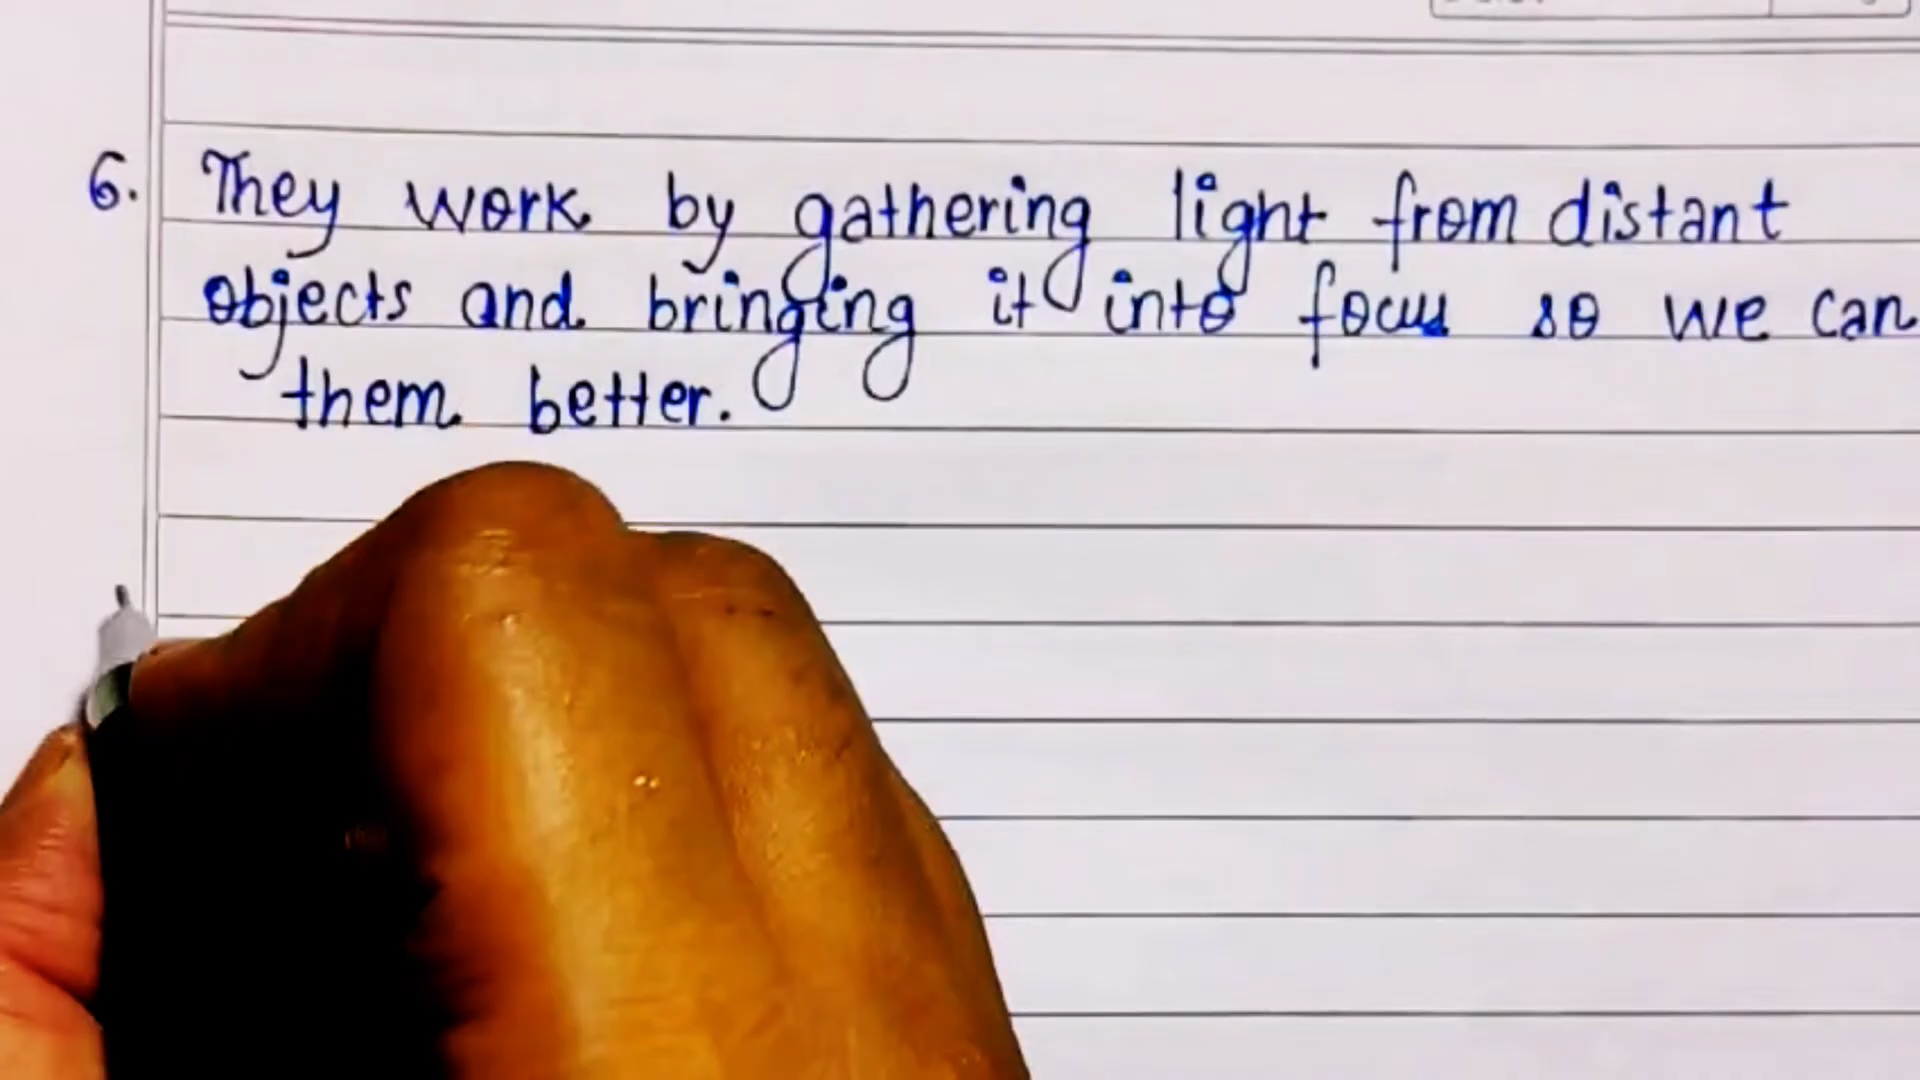 6. They work by gathering light from distant
objects and bringing it into focus so we can
them better.